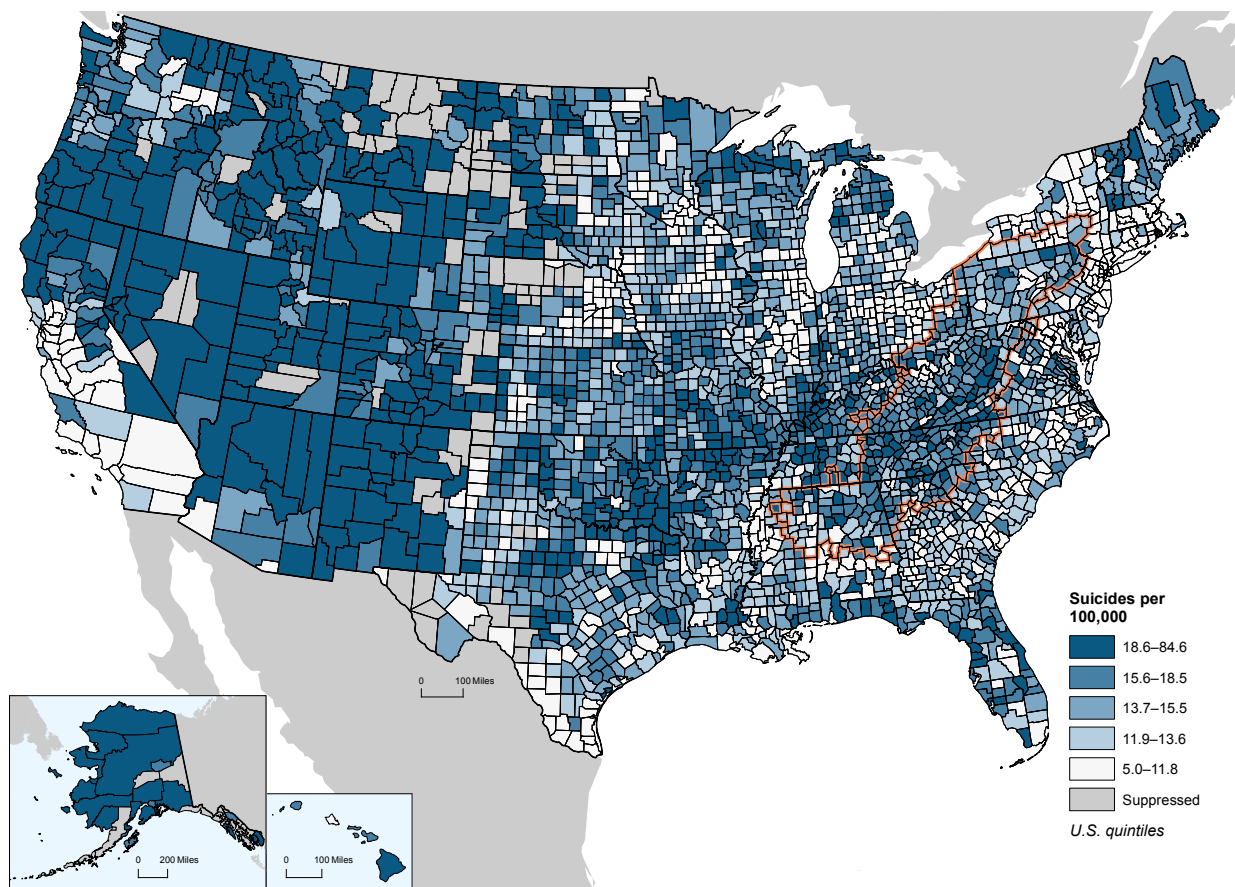 Suicides per
100,000
18.6–84.6
15.6–18.5
13.7–15.5
11.9–13.6
5.0–11.8
Suppressed
U.S. quintiles
0 100 Miles
0 200 Miles
0 100 Miles